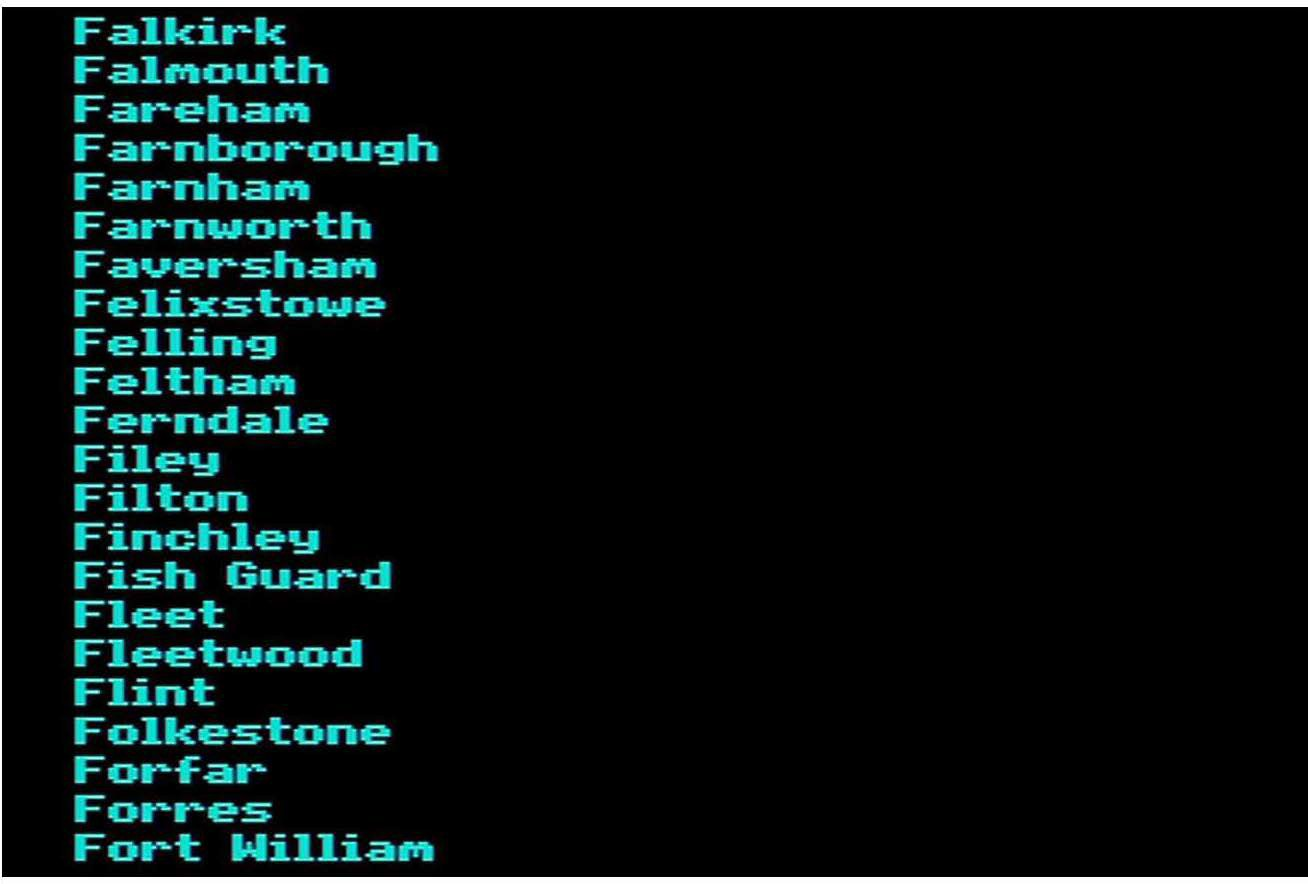 Falkirk
Falmouth
Fareham
Farnborough
Farnham
Farnworth
Faversham
Felixstowe
Felling
Feltham
Ferndale
Filey
Filton
Finchley
Fish Guard
Fleet
Fleetwood
Flint
Folkestone
Forfar
Forres
Fort William